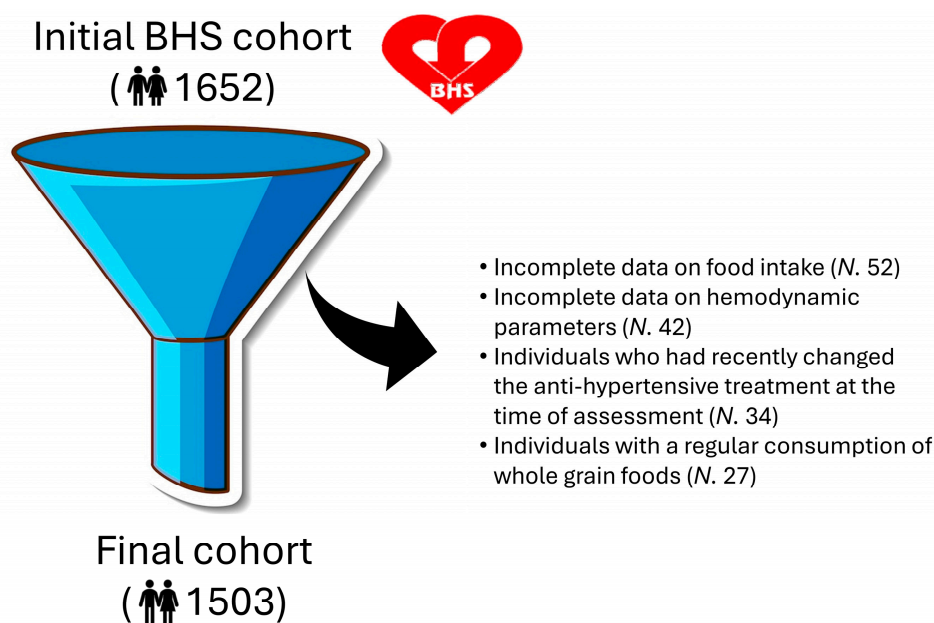 Initial BHS cohort
( 1652)
BHS
• Incomplete data on food intake (N. 52)
• Incomplete data on hemodynamic
parameters (N. 42)
• Individuals who had recently changed
the anti-hypertensive treatment at the
time of assessment (N. 34)
• Individuals with a regular consumption of
whole grain foods (N. 27)
Final cohort
( 1503)